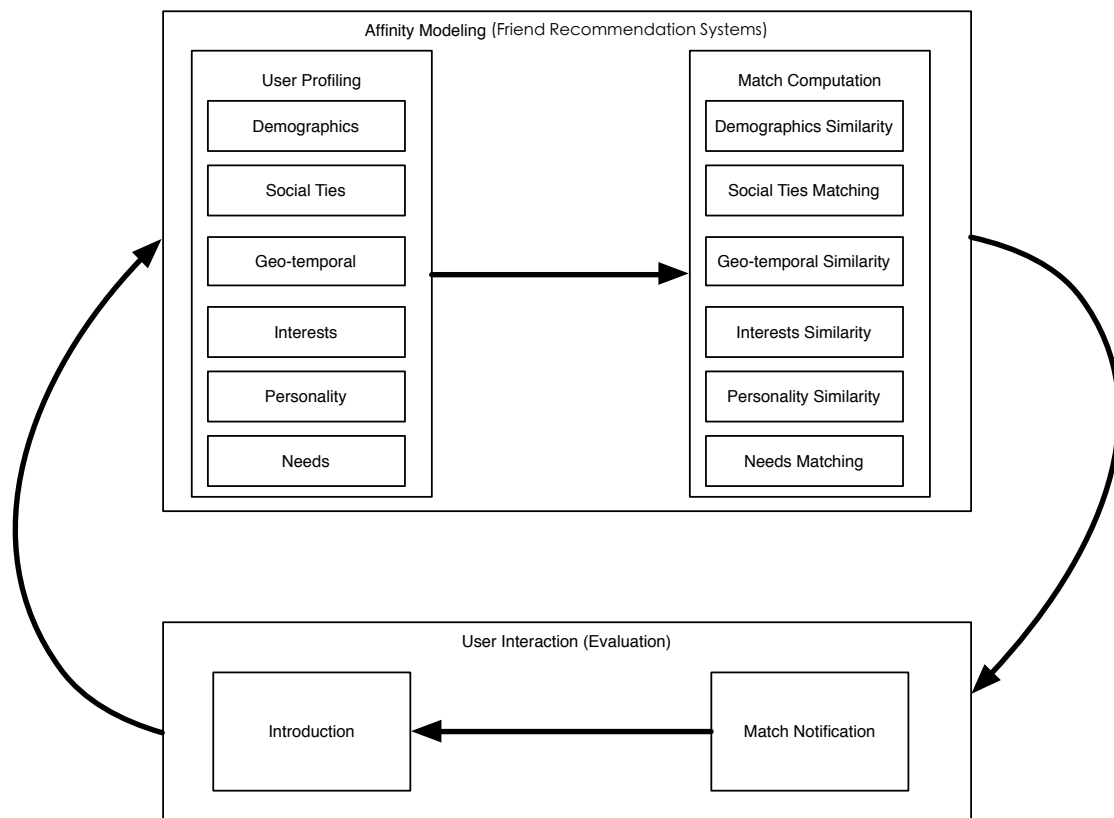 Affinity Modeling (Friend Recommendation Systems)
User Profiling
Demographics
Social Ties
Geo-temporal
Interests
Personality
Needs
Match Computation
Demographics Similarity
Social Ties Matching
Geo-temporal Similarity
Interests Similarity
Personality Similarity
Needs Matching
User Interaction (Evaluation)
Introduction
Match Notification